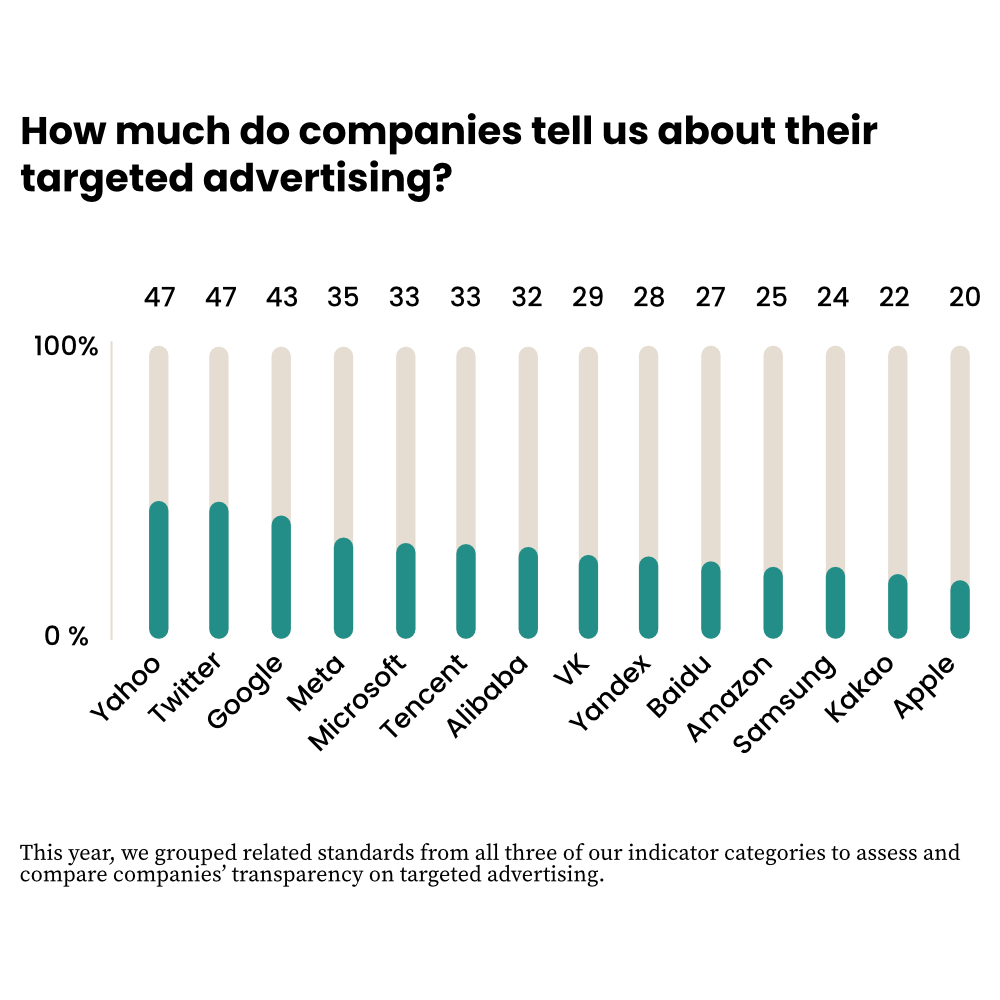 How much do companies tell us about their
targeted advertising?
47 47 43 35 33 33 32 29 28 27 25 24 22 20
100%
0 %
Yahoo Twitter Google Meta Microsoft Tencent Alibaba VK Yandex Baidu Amazon Samsung Kakao Apple
This year, we grouped related standards from all three of our indicator categories to assess and
compare companies’ transparency on targeted advertising.